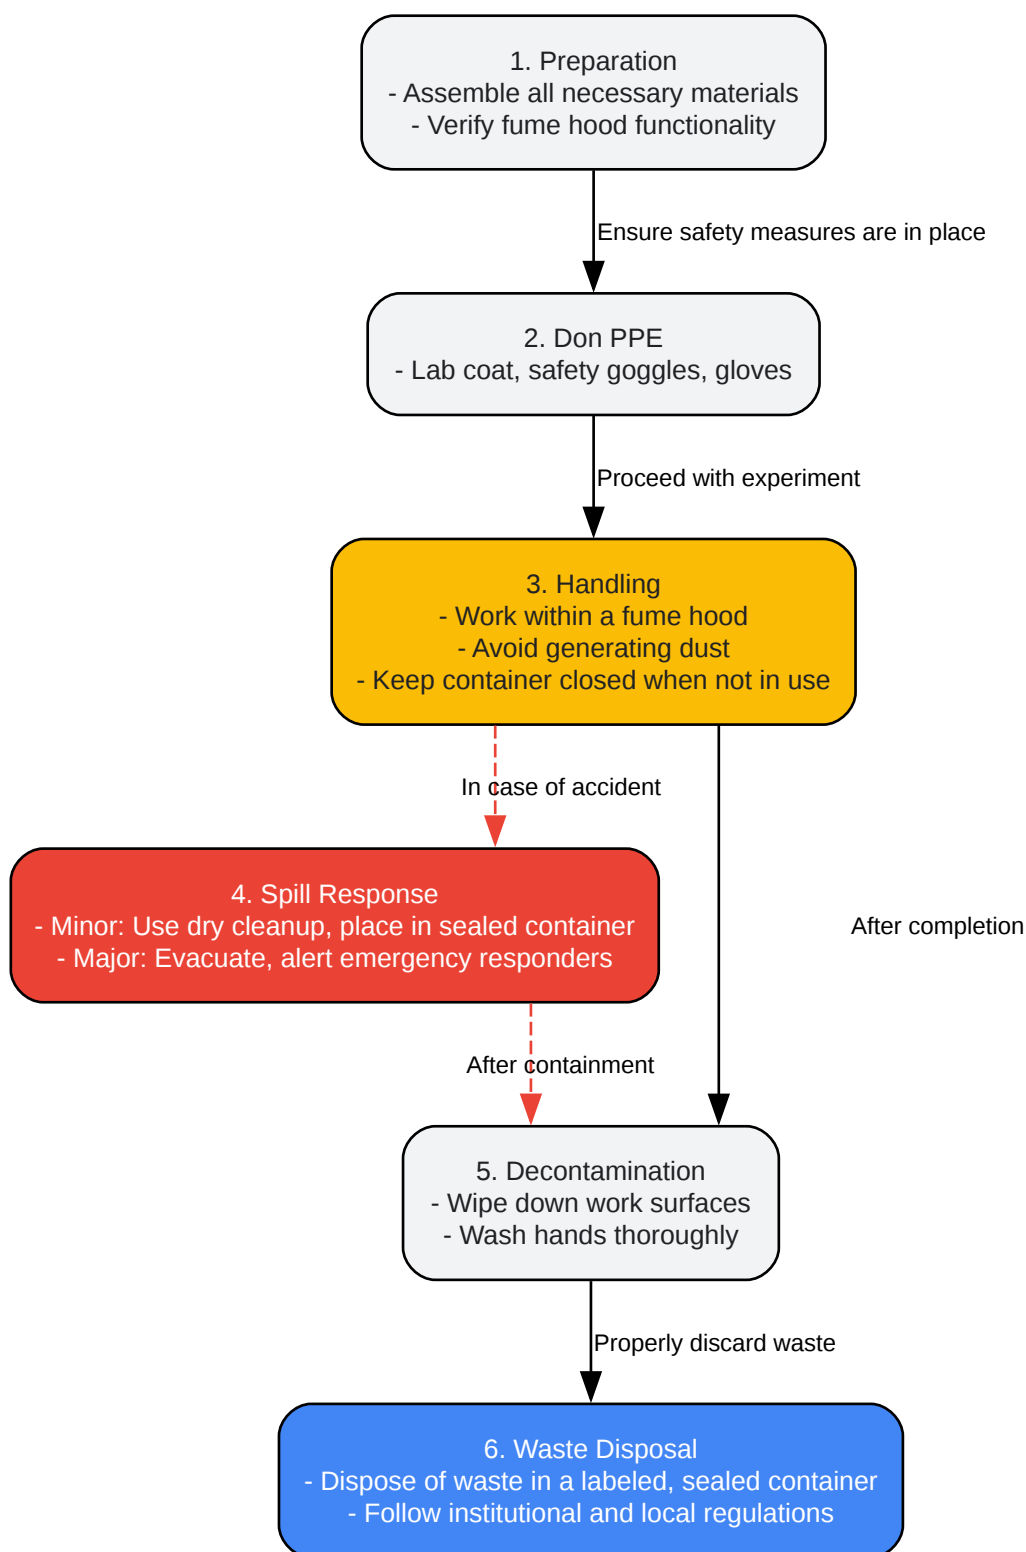 1. Preparation
- Assemble all necessary materials
- Verify fume hood functionality
Ensure safety measures are in place
2. Don PPE
- Lab coat, safety goggles, gloves
Proceed with experiment
3. Handling
- Work within a fume hood
- Avoid generating dust
- Keep container closed when not in use
In case of accident
4. Spill Response
- Minor: Use dry cleanup, place in sealed container
- Major: Evacuate, alert emergency responders
After completion
After containment
5. Decontamination
- Wipe down work surfaces
- Wash hands thoroughly
Properly discard waste
6. Waste Disposal
- Dispose of waste in a labeled, sealed container
- Follow institutional and local regulations